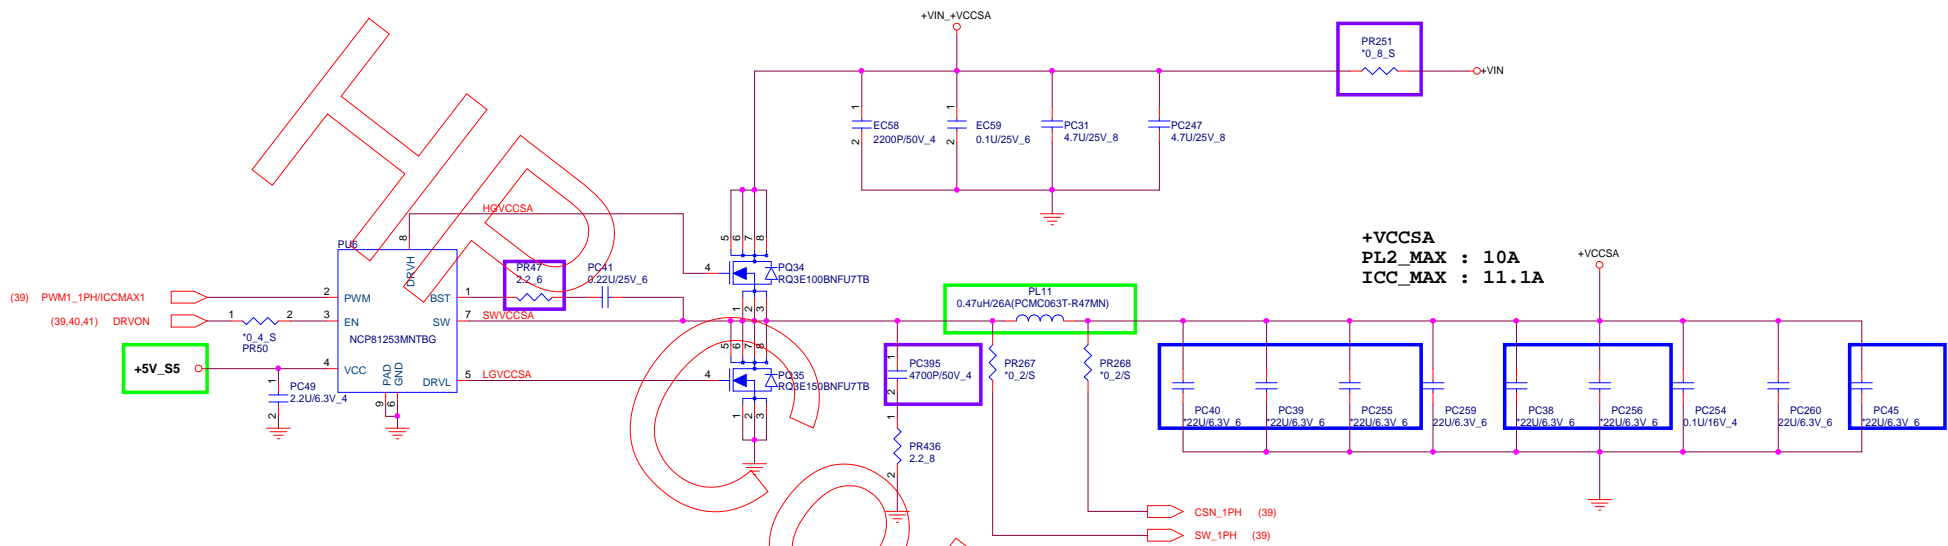 +VIN_+VCCSA
PR251
*0_8_S
+VIN
EC58
2200P/50V_4
1
2
EC59
0.1U/25V_6
1
2
PC31
4.7U/25V_8
PC247
4.7U/25V_8
HGVCCSA
5
6
7
8
4
PQ34
RQ3E100BNFU7TB
1
2
3
PU6
8
DRVH
PR47
2.2_6
PC41
0.22U/25V_6
(39) PWM1_1PH/ICCMAX1
2
PWM
BST
1
(39,40,41) DRVON
1
2
3
EN
SW
7
SWVCCSA
*0_4_S
PR50
NCP81253MNTBG
+5V_S5
4
VCC
PAD
GND
DRVL
5
LGVCCSA
9
6
1
PC49
2.2U/6.3V_4
2
5
6
7
8
4
PQ35
RQ3E150BNFU7TB
1
2
3
+VCCSA
PL2_MAX : 10A
ICC_MAX : 11.1A
+VCCSA
PL11
0.47uH/26A(PCMC063T-R47MN)
1
PC395
4700P/50V_4
2
1
PR436
2.2_8
2
PR267
*0_2/S
PR268
*0_2/S
PC40
*22U/6.3V_6
PC39
*22U/6.3V_6
PC255
*22U/6.3V_6
PC259
22U/6.3V_6
PC38
*22U/6.3V_6
PC256
*22U/6.3V_6
PC254
0.1U/16V_4
PC260
22U/6.3V_6
PC45
*22U/6.3V_6
CSN_1PH (39)
SW_1PH (39)